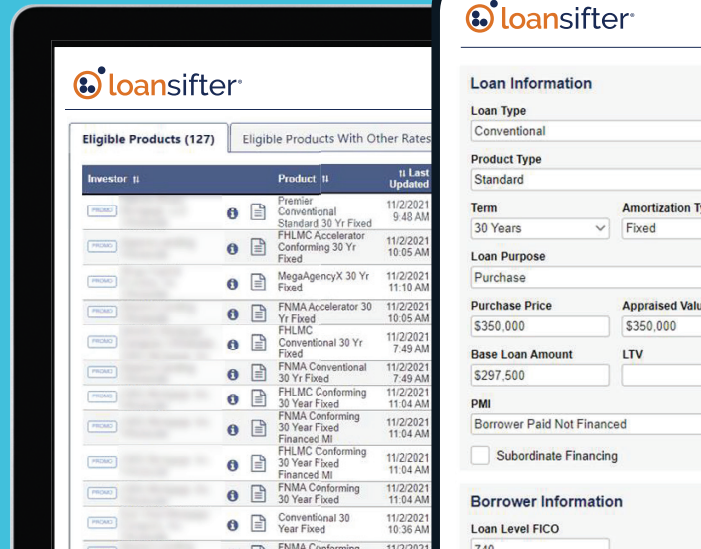 loansifter
Eligible Products (127)
Eligible Products With Other Rates
Investor
Product
Last
Updated
PROMO
Premier
Conventional
Standard 30 Yr Fixed
11/2/2021
9:48 AM
PROMO
FHLMC Accelerator
Conforming 30 Yr
Fixed
11/2/2021
10:05 AM
PROMO
MegaAgencyX 30 Yr
Fixed
11/2/2021
11:10 AM
PROMO
FNMA Accelerator 30
Yr Fixed
11/2/2021
10:05 AM
PROMO
FHLMC
Conventional 30 Yr
Fixed
11/2/2021
7:49 AM
PROMO
FNMA Conventional
30 Yr Fixed
11/2/2021
7:49 AM
PROMO
FHLMC Conforming
30 Year Fixed
11/2/2021
11:04 AM
PROMO
FNMA Conforming
30 Year Fixed
Financed MI
11/2/2021
11:04 AM
PROMO
FHLMC Conforming
30 Year Fixed
Financed MI
11/2/2021
11:04 AM
PROMO
FNMA Conforming
30 Year Fixed
11/2/2021
11:04 AM
PROMO
Conventional 30
Year Fixed
11/2/2021
10:36 AM
FNMA Conforming
11/2/2021
loansifter
Loan Information
Loan Type
Conventional
Product Type
Standard
Term
Amortization Ty
30 Years
Fixed
Loan Purpose
Purchase
Purchase Price
Appraised Valu
$350,000
$350,000
Base Loan Amount
LTV
$297,500
PMI
Borrower Paid Not Financed
Subordinate Financing
Borrower Information
Loan Level FICO
740